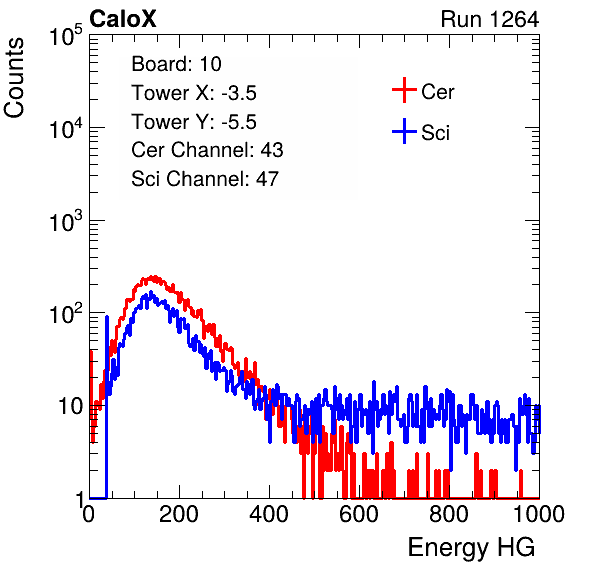 CaloX Run 1264
Counts
Board: 10
Tower X: -3.5
Tower Y: -5.5
Cer Channel: 43
Sci Channel: 47
Cer
Sci
10^5
10^4
10^3
10^2
10
1
0 200 400 600 800 1000
Energy HG